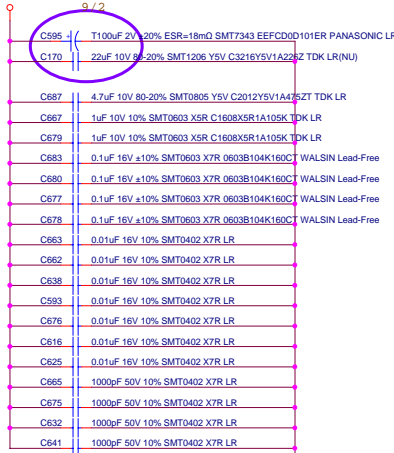 9/2
C595 + T100uF 2V ±20% ESR=18mΩ SMT7343 EEFCD0D101ER PANASONIC LR
C170 22uF 10V 80-20% SMT1206 Y5V C3216Y5V1A226Z TDK LR(NU)
C687 4.7uF 10V 80-20% SMT0805 Y5V C2012Y5V1A475ZT TDK LR
C667 1uF 10V 10% SMT0603 X5R C1608X5R1A105K TDK LR
C679 1uF 10V 10% SMT0603 X5R C1608X5R1A105K TDK LR
C683 0.1uF 16V ±10% SMT0603 X7R 0603B104K160CT WALSIN Lead-Free
C680 0.1uF 16V ±10% SMT0603 X7R 0603B104K160CT WALSIN Lead-Free
C677 0.1uF 16V ±10% SMT0603 X7R 0603B104K160CT WALSIN Lead-Free
C678 0.1uF 16V ±10% SMT0603 X7R 0603B104K160CT WALSIN Lead-Free
C663 0.01uF 16V 10% SMT0402 X7R LR
C662 0.01uF 16V 10% SMT0402 X7R LR
C638 0.01uF 16V 10% SMT0402 X7R LR
C593 0.01uF 16V 10% SMT0402 X7R LR
C676 0.01uF 16V 10% SMT0402 X7R LR
C616 0.01uF 16V 10% SMT0402 X7R LR
C625 0.01uF 16V 10% SMT0402 X7R LR
C665 1000pF 50V 10% SMT0402 X7R LR
C675 1000pF 50V 10% SMT0402 X7R LR
C632 1000pF 50V 10% SMT0402 X7R LR
C641 1000pF 50V 10% SMT0402 X7R LR